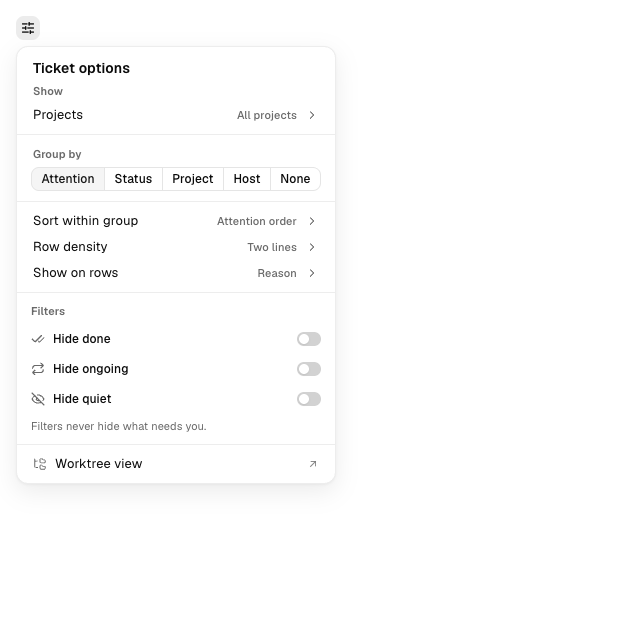 Ticket options
Show
Projects All projects
Group by
Attention Status Project Host None
Sort within group Attention order
Row density Two lines
Show on rows Reason
Filters
Hide done
Hide ongoing
Hide quiet
Filters never hide what needs you.
Worktree view